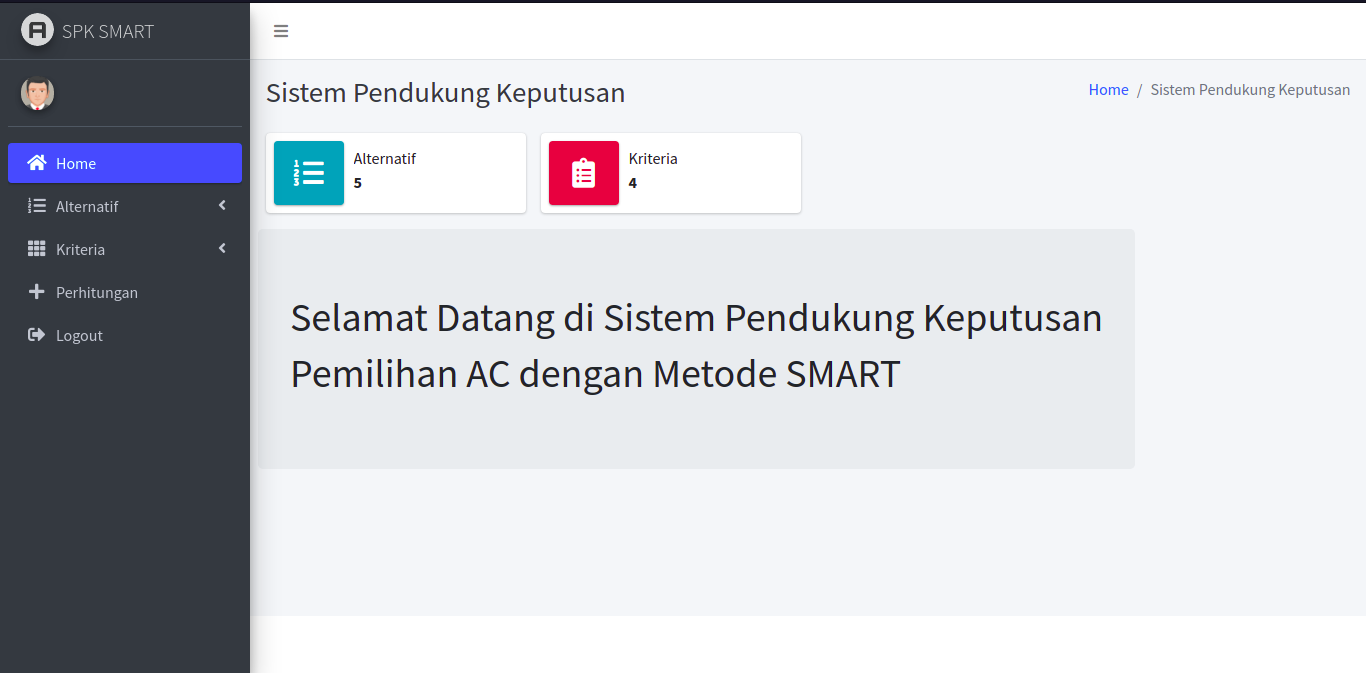 SPK SMART
Home
Alternatif
Kriteria
Perhitungan
Logout
Sistem Pendukung Keputusan
Home / Sistem Pendukung Keputusan
Alternatif
5
Kriteria
4
Selamat Datang di Sistem Pendukung Keputusan
Pemilihan AC dengan Metode SMART